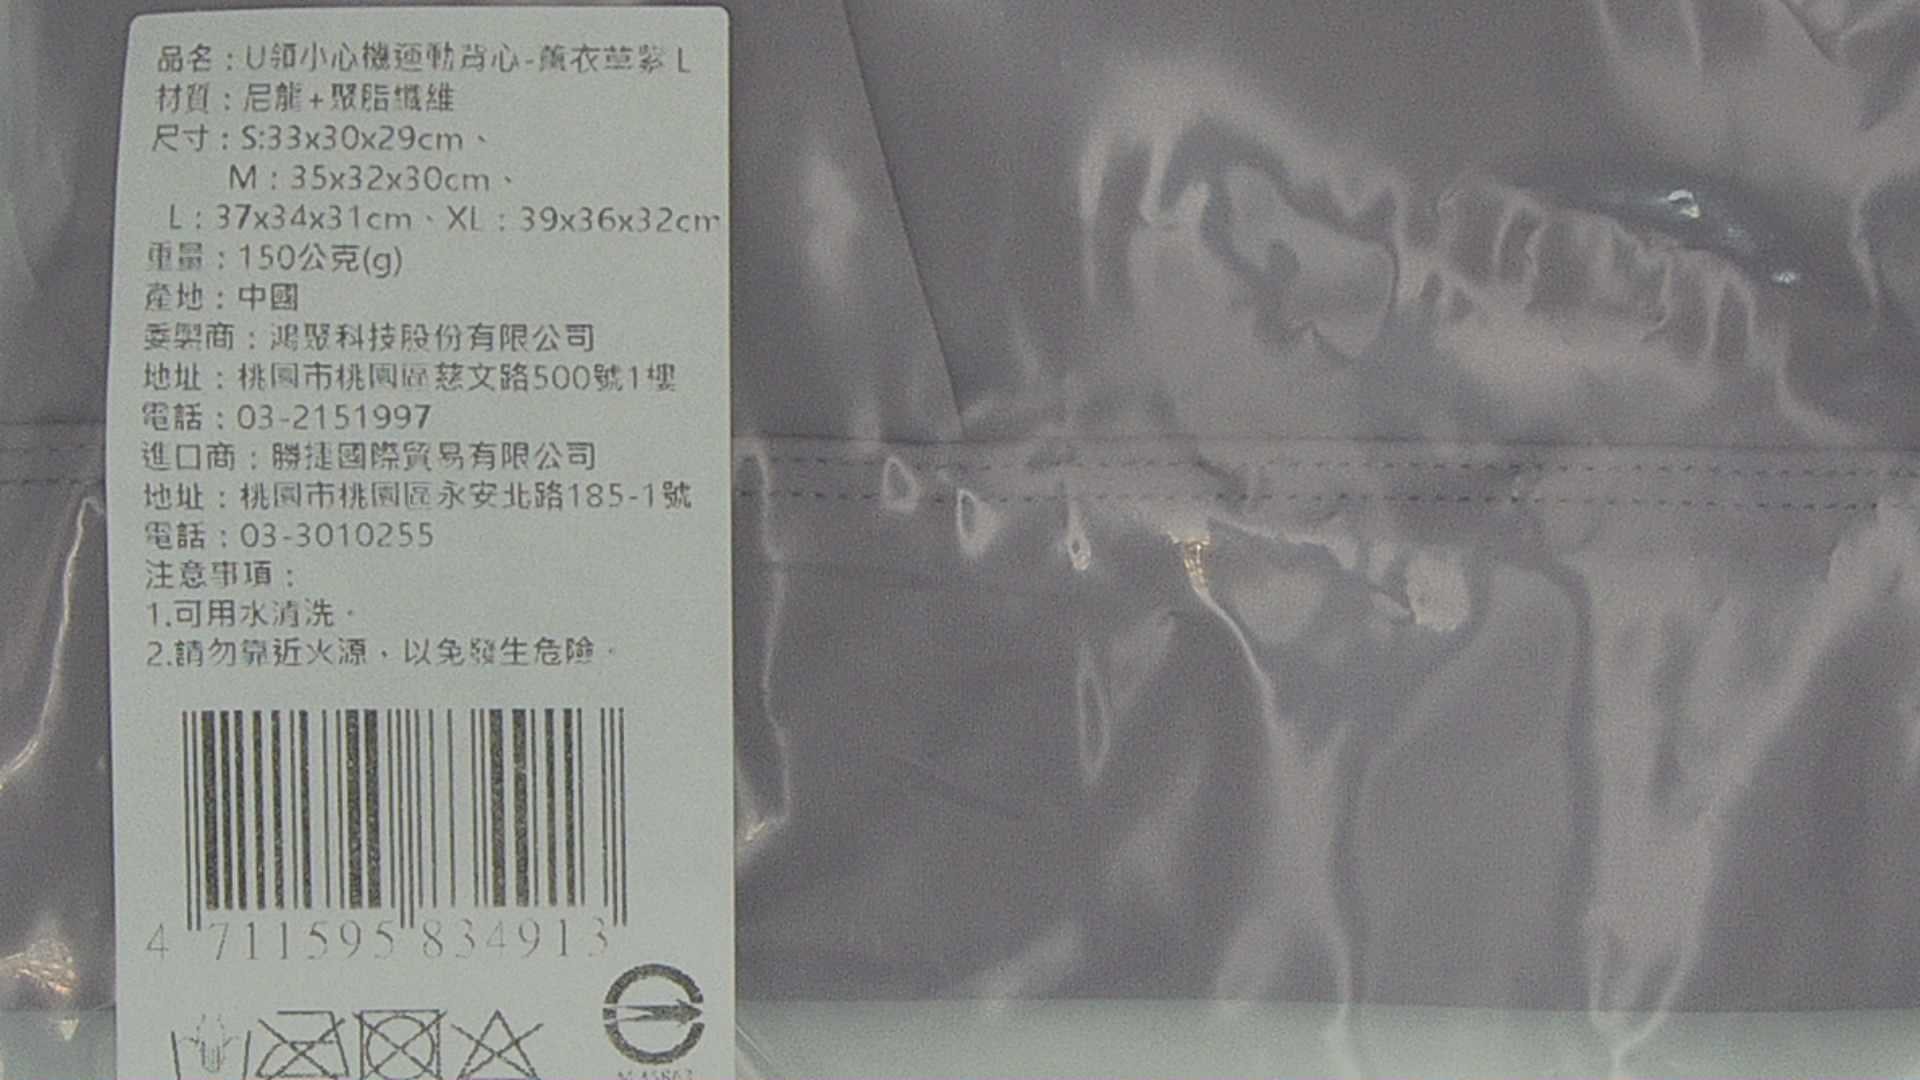 品名：U領小心機運動背心-薰衣草紫 L
材質：尼龍+聚脂纖維
尺寸：S:33x30x29cm、
M：35x32x30cm、
L：37x34x31cm、XL：39x36x32cm
重量：150公克(g)
產地：中國
委製商：鴻聚科技股份有限公司
地址：桃園市桃園區慈文路500號1樓
電話：03-2151997
進口商：勝捷國際貿易有限公司
地址：桃園市桃園區永安北路185-1號
電話：03-3010255
注意事項：
1.可用水清洗。
2.請勿靠近火源，以免發生危險。
4 711595 834913